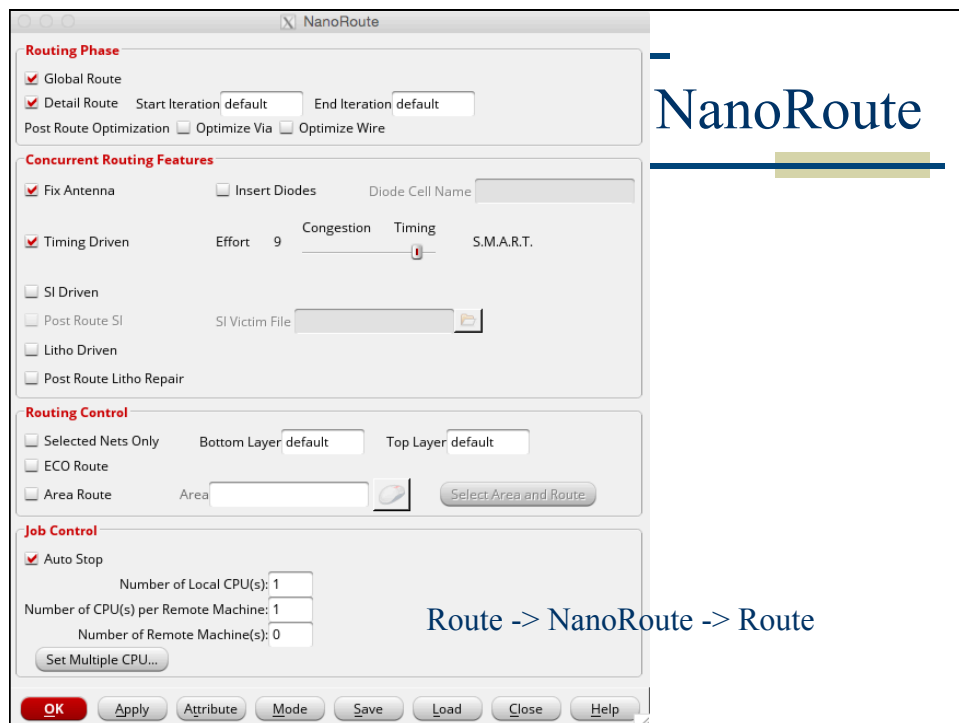 NanoRoute
NanoRoute
Routing Phase
Global Route
Detail Route Start Iteration default End Iteration default
Post Route Optimization Optimize Via Optimize Wire
Concurrent Routing Features
Fix Antenna Insert Diodes Diode Cell Name
Congestion Timing
Timing Driven Effort 9 S.M.A.R.T.
SI Driven
Post Route SI SI Victim File
Litho Driven
Post Route Litho Repair
Routing Control
Selected Nets Only Bottom Layer default Top Layer default
ECO Route
Area Route Area Select Area and Route
Job Control
Auto Stop
Number of Local CPU(s): 1
Number of CPU(s) per Remote Machine: 1
Number of Remote Machine(s): 0
Set Multiple CPU...
Route -> NanoRoute -> Route
OK Apply Attribute Mode Save Load Close Help